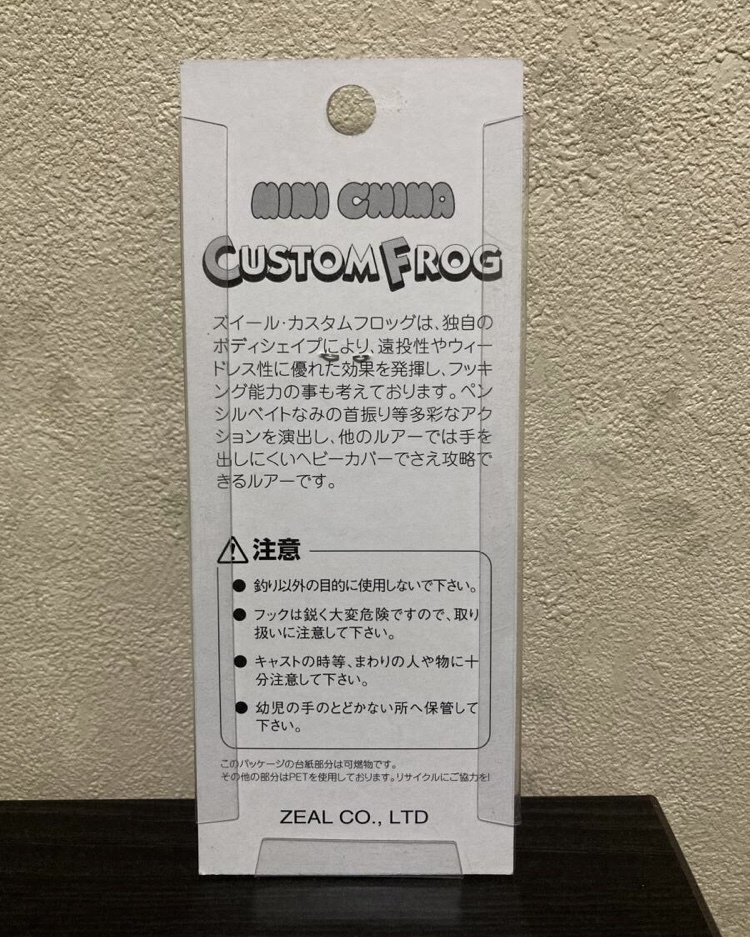 MINI CHIMA
CUSTOM FROG
ズイール・カスタムフロッグは、独自の
ボディシェイプにより、遠投性やウィー
ドレス性に優れた効果を発揮し、フッキ
ング能力の事も考えております。ペン
シルベイトなみの首振り等多彩なアク
ションを演出し、他のルアーでは手を
出しにくいヘビーカバーでさえ攻略で
きるルアーです。
注意
● 釣り以外の目的に使用しないで下さい。
● フックは鋭く大変危険ですので、取り
扱いに注意して下さい。
● キャストの時等、まわりの人や物に十
分注意して下さい。
● 幼児の手のとどかない所へ保管して
下さい。
このパッケージの台紙部分は可燃物です。
その他の部分はPETを使用しております。リサイクルにご協力を!
ZEAL CO., LTD